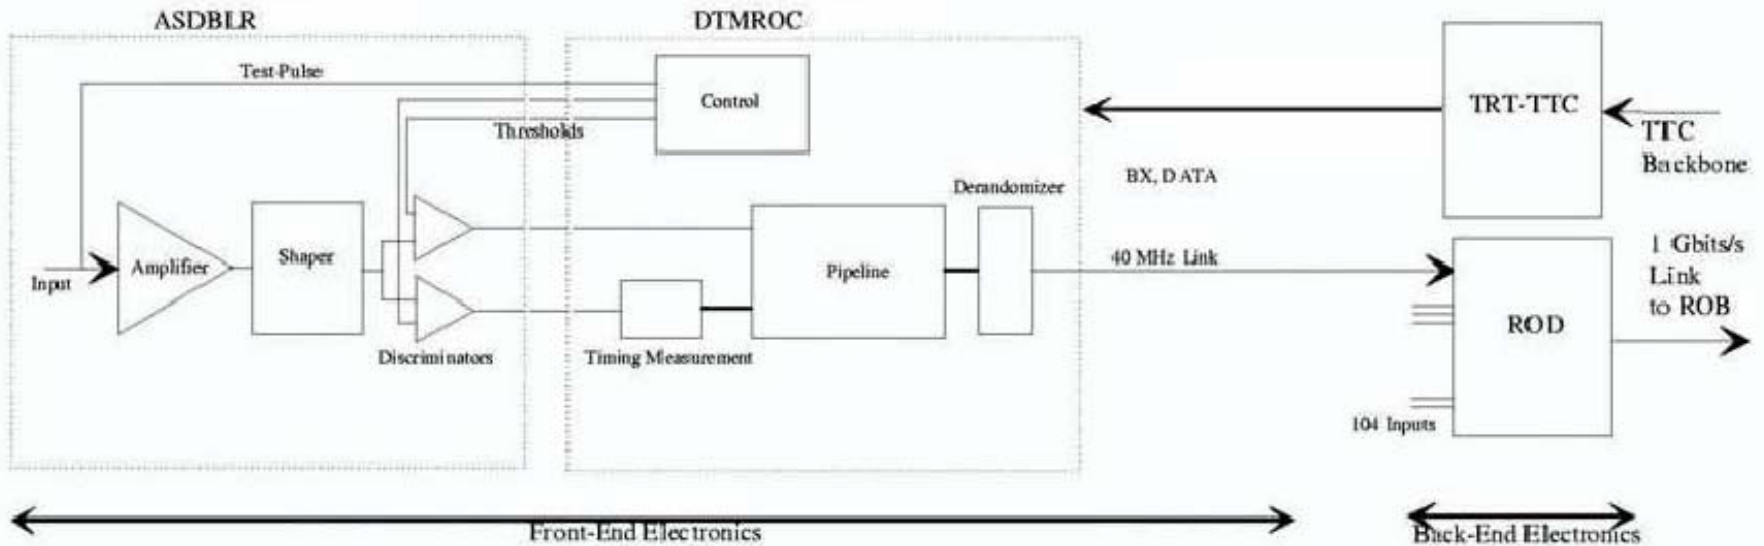 ASDBLR
DTMROC
Test-Pulse
Control
Thresholds
TRT-TTC
TTC
Backbone
BX, DATA
Derandomizer
Input
Amplifier
Shaper
Pipeline
40 MHz Link
1 Gbits/s
Link
to ROB
ROD
Discriminators
Timing Measurement
104 Inputs
Front-End Electronics
Back-End Electronics